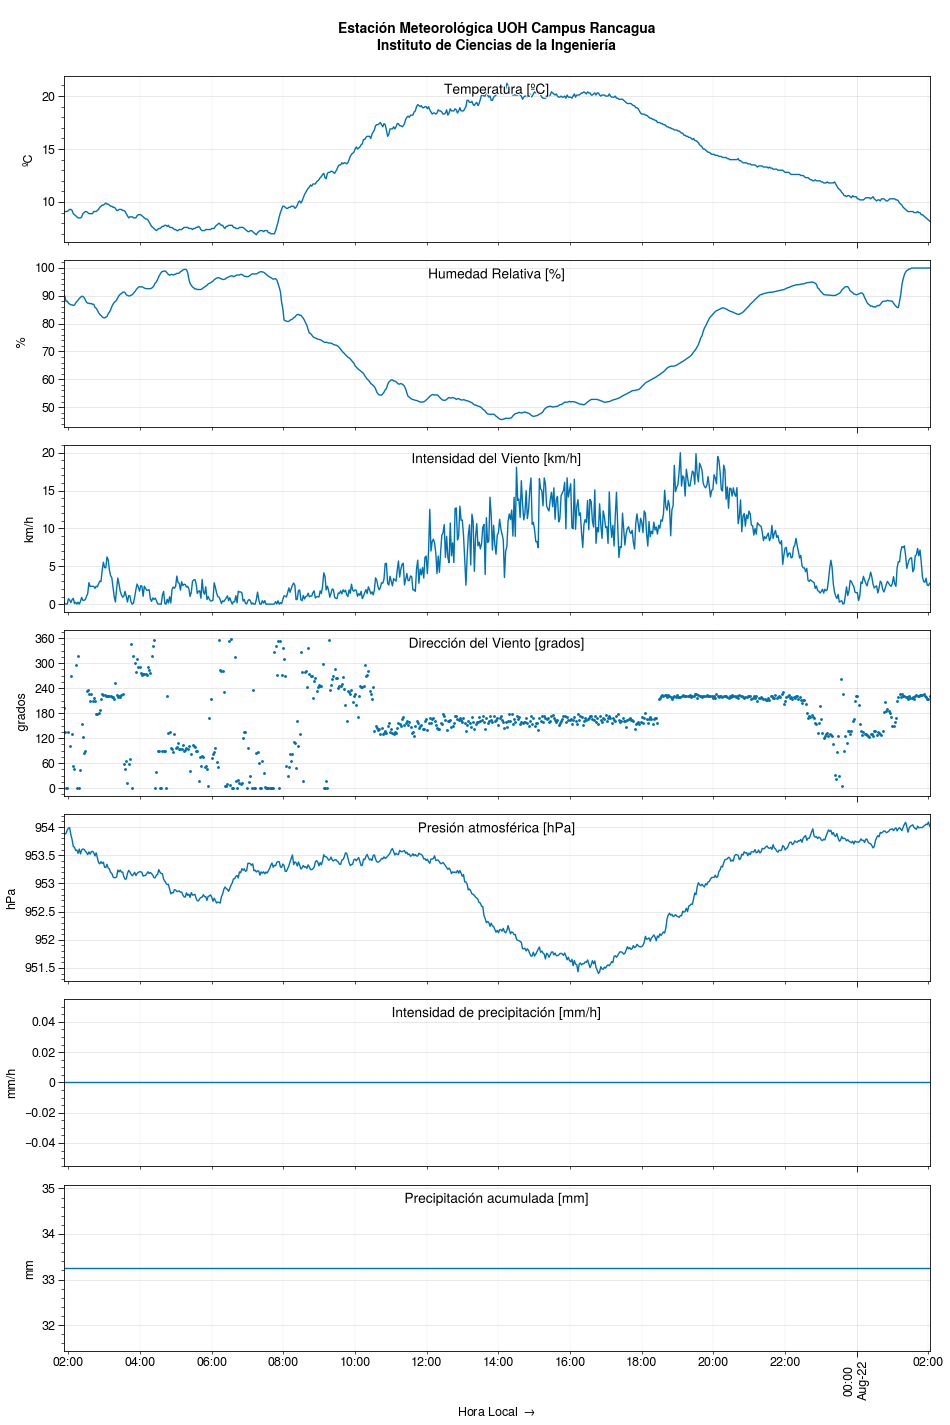 Estación Meteorológica UOH Campus Rancagua
Instituto de Ciencias de la Ingeniería
Temperatura [ºC]
20
15
10
ºC
Humedad Relativa [%]
100
90
80
70
60
50
%
Intensidad del Viento [km/h]
20
15
10
5
0
km/h
Dirección del Viento [grados]
360
300
240
180
120
60
0
grados
Presión atmosférica [hPa]
954
953.5
953
952.5
952
951.5
hPa
Intensidad de precipitación [mm/h]
0.04
0.02
0
−0.02
−0.04
mm/h
Precipitación acumulada [mm]
35
34
33
32
mm
02:00 04:00 06:00 08:00 10:00 12:00 14:00 16:00 18:00 20:00 22:00 00:00 02:00
Aug-22
Hora Local →